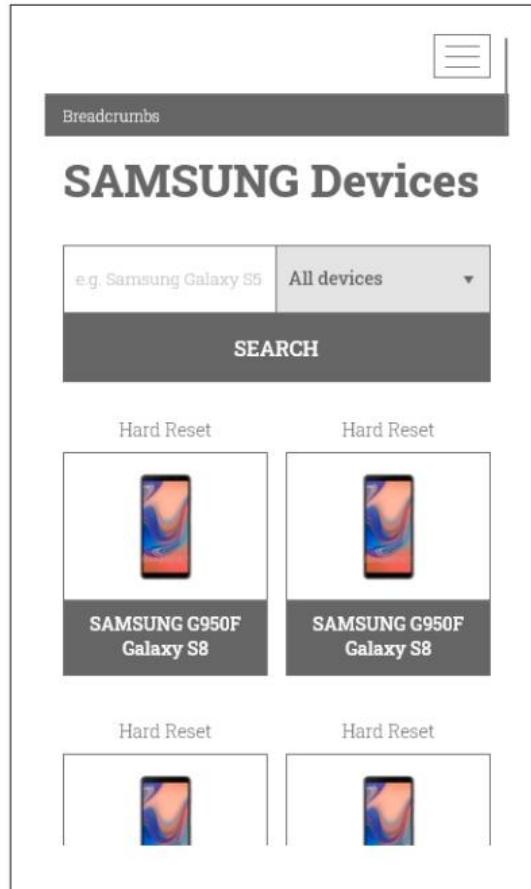 Breadcrumbs
SAMSUNG Devices
e.g. Samsung Galaxy S5
All devices
SEARCH
Hard Reset
Hard Reset
SAMSUNG G950F
Galaxy S8
SAMSUNG G950F
Galaxy S8
Hard Reset
Hard Reset